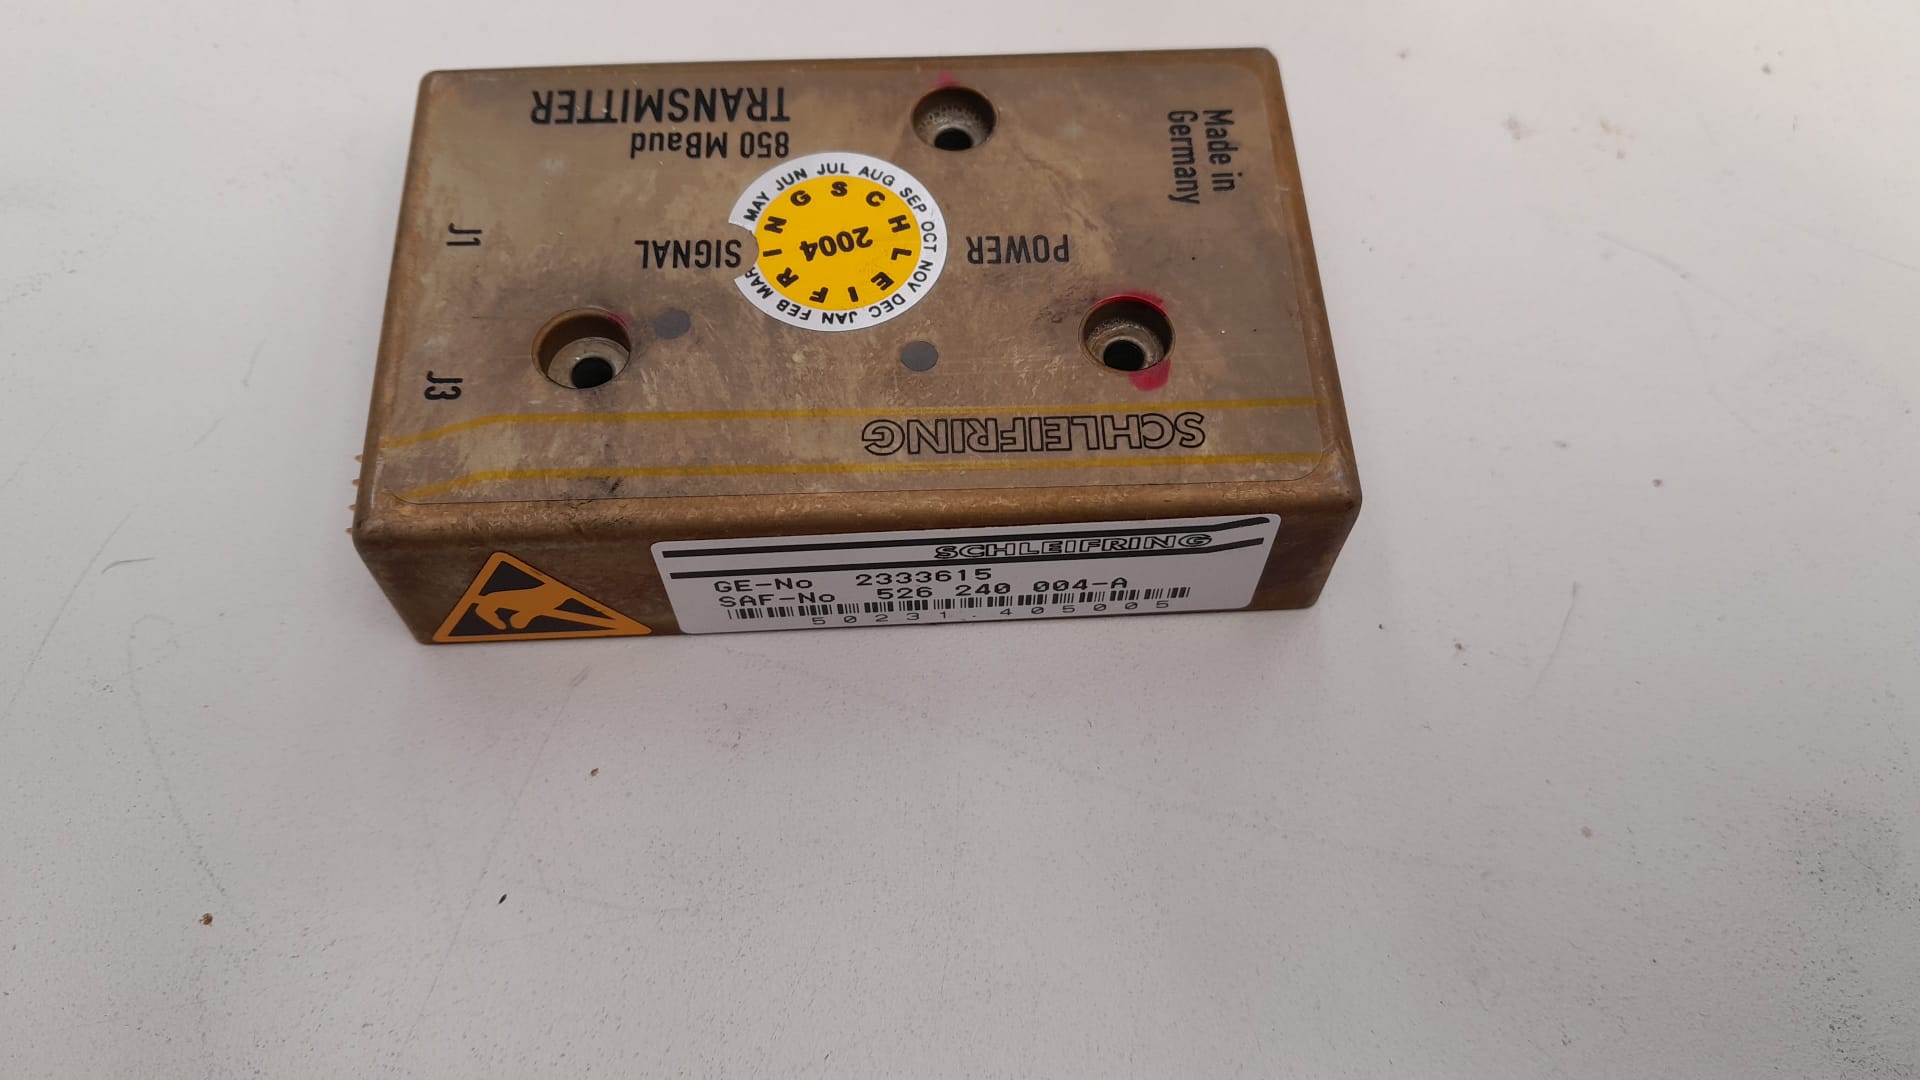 850 MBaud
TRANSMITTER
Made in
Germany
J1
J3
SIGNAL
POWER
SCHLEIFRING
2004
JAN FEB MAR MAY JUN JUL AUG SEP OCT NOV DEC
SCHLEIFRING
SCHLEIFRING
GE-No 2333615
SAF-No 526 240 004-A
50231.405005